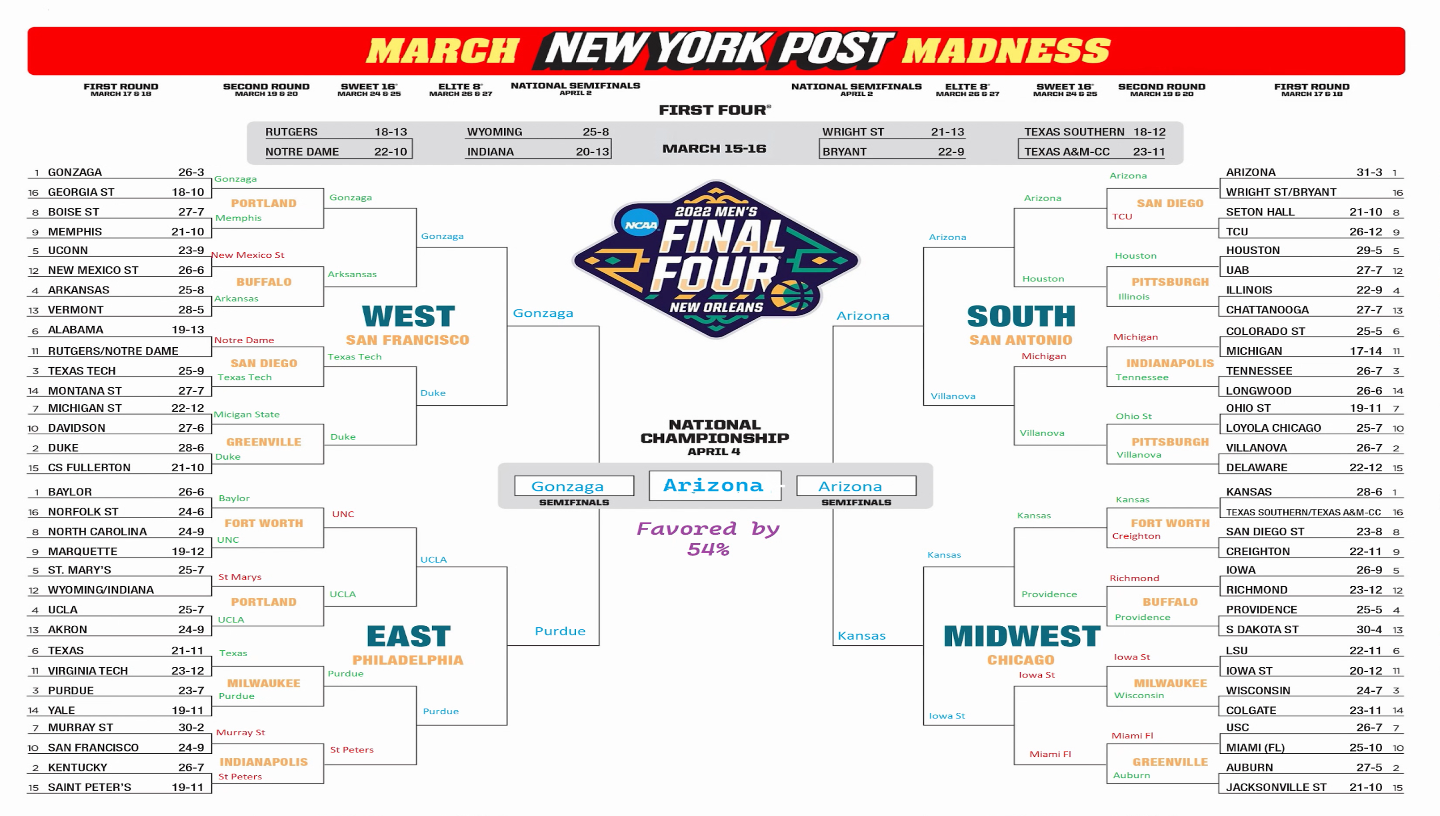 MARCH NEW YORK POST MADNESS
FIRST ROUND
MARCH 17 & 18
SECOND ROUND
MARCH 19 & 20
SWEET 16®
MARCH 24 & 25
ELITE 8®
MARCH 26 & 27
NATIONAL SEMIFINALS
APRIL 2
NATIONAL SEMIFINALS
APRIL 2
ELITE 8®
MARCH 26 & 27
SWEET 16®
MARCH 24 & 25
SECOND ROUND
MARCH 19 & 20
FIRST ROUND
MARCH 17 & 18
FIRST FOUR®
MARCH 15-16
RUTGERS 18-13
NOTRE DAME 22-10
WYOMING 25-8
INDIANA 20-13
WRIGHT ST 21-13
BRYANT 22-9
TEXAS SOUTHERN 18-12
TEXAS A&M-CC 23-11
1 GONZAGA 26-3
16 GEORGIA ST 18-10
8 BOISE ST 27-7
9 MEMPHIS 21-10
5 UCONN 23-9
12 NEW MEXICO ST 26-6
4 ARKANSAS 25-8
13 VERMONT 28-5
6 ALABAMA 19-13
11 RUTGERS/NOTRE DAME
3 TEXAS TECH 25-9
14 MONTANA ST 27-7
7 MICHIGAN ST 22-12
10 DAVIDSON 27-6
2 DUKE 28-6
15 CS FULLERTON 21-10
Gonzaga
PORTLAND
Memphis
New Mexico St
BUFFALO
Arkansas
Notre Dame
SAN DIEGO
Texas Tech
Micigan State
GREENVILLE
Duke
Gonzaga
Arksansas
Texas Tech
Duke
Gonzaga
Duke
Gonzaga
WEST
SAN FRANCISCO
1 BAYLOR 26-6
16 NORFOLK ST 24-6
8 NORTH CAROLINA 24-9
9 MARQUETTE 19-12
5 ST. MARY'S 25-7
12 WYOMING/INDIANA
4 UCLA 25-7
13 AKRON 24-9
6 TEXAS 21-11
11 VIRGINIA TECH 23-12
3 PURDUE 23-7
14 YALE 19-11
7 MURRAY ST 30-2
10 SAN FRANCISCO 24-9
2 KENTUCKY 26-7
15 SAINT PETER'S 19-11
Baylor
FORT WORTH
UNC
St Marys
PORTLAND
UCLA
Texas
MILWAUKEE
Purdue
Murray St
INDIANAPOLIS
St Peters
UNC
UCLA
Purdue
St Peters
UCLA
Purdue
Purdue
EAST
PHILADELPHIA
2022 MEN'S
NCAA
FINAL
FOUR
NEW ORLEANS
NATIONAL
CHAMPIONSHIP
APRIL 4
Gonzaga
SEMIFINALS
Arizona
Arizona
SEMIFINALS
Favored by
54%
ARIZONA 31-3 1
WRIGHT ST/BRYANT 16
SETON HALL 21-10 8
TCU 26-12 9
HOUSTON 29-5 5
UAB 27-7 12
ILLINOIS 22-9 4
CHATTANOOGA 27-7 13
COLORADO ST 25-5 6
MICHIGAN 17-14 11
TENNESSEE 26-7 3
LONGWOOD 26-6 14
OHIO ST 19-11 7
LOYOLA CHICAGO 25-7 10
VILLANOVA 26-7 2
DELAWARE 22-12 15
Arizona
SAN DIEGO
TCU
Houston
PITTSBURGH
Illinois
Michigan
INDIANAPOLIS
Tennessee
Ohio St
PITTSBURGH
Villanova
Arizona
Houston
Michigan
Villanova
Arizona
Villanova
Arizona
SOUTH
SAN ANTONIO
KANSAS 28-6 1
TEXAS SOUTHERN/TEXAS A&M-CC 16
SAN DIEGO ST 23-8 8
CREIGHTON 22-11 9
IOWA 26-9 5
RICHMOND 23-12 12
PROVIDENCE 25-5 4
S DAKOTA ST 30-4 13
LSU 22-11 6
IOWA ST 20-12 11
WISCONSIN 24-7 3
COLGATE 23-11 14
USC 26-7 7
MIAMI (FL) 25-10 10
AUBURN 27-5 2
JACKSONVILLE ST 21-10 15
Kansas
FORT WORTH
Creighton
Richmond
BUFFALO
Providence
Iowa St
MILWAUKEE
Wisconsin
Miami Fl
GREENVILLE
Auburn
Kansas
Providence
Iowa St
Miami Fl
Kansas
Iowa St
Kansas
MIDWEST
CHICAGO